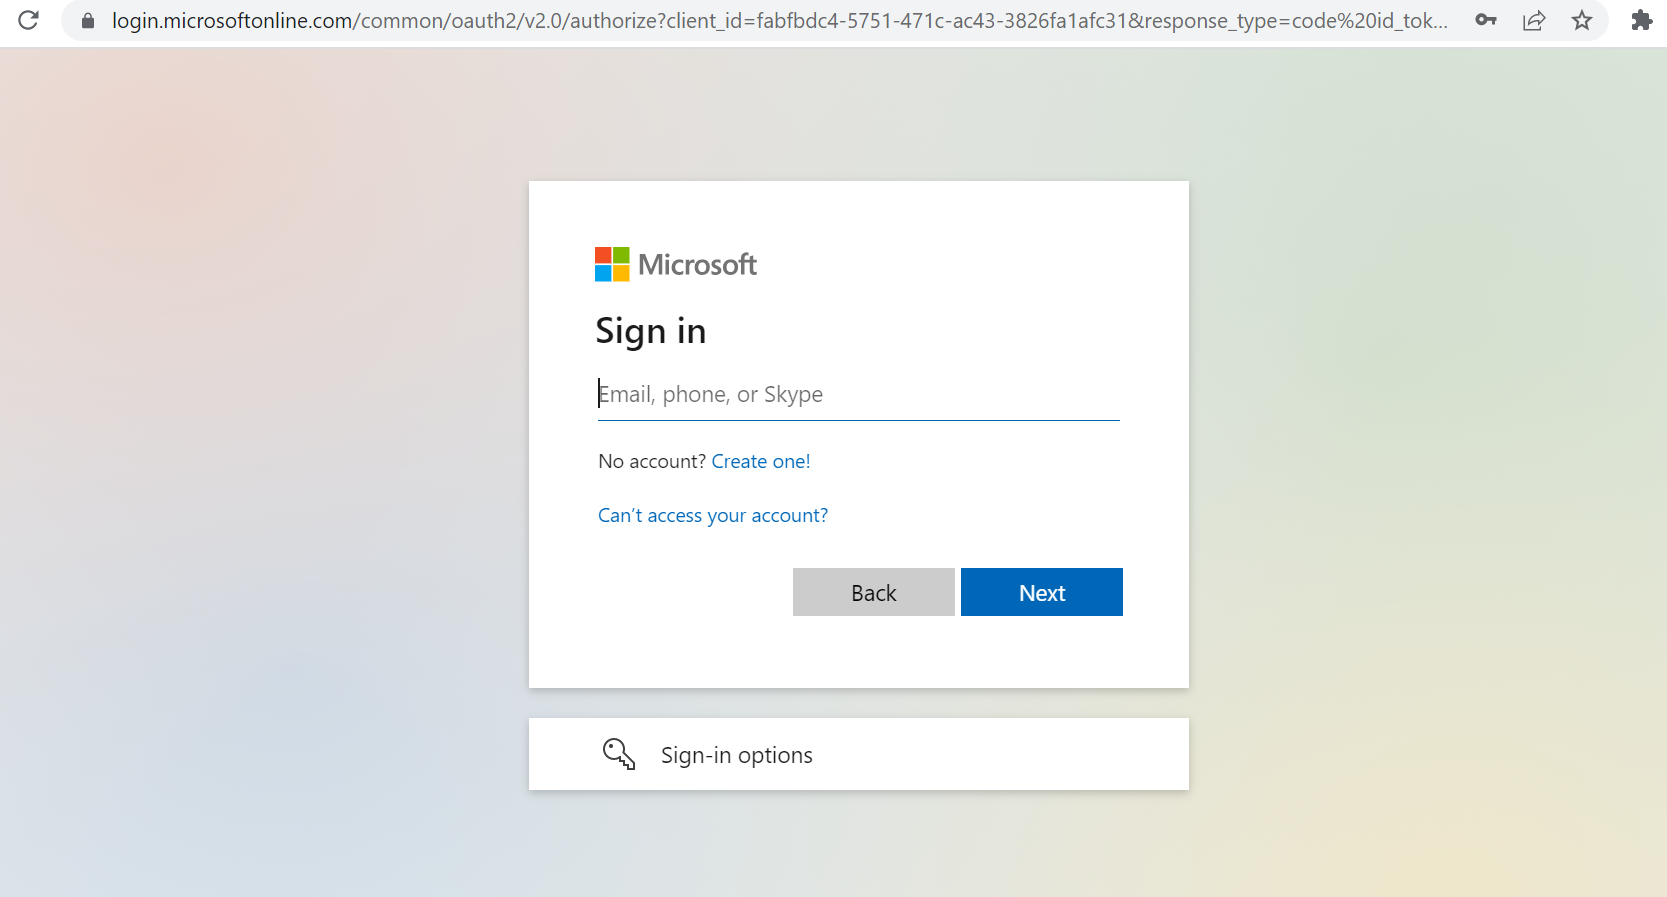 login.microsoftonline.com/common/oauth2/v2.0/authorize?client_id=fabfbdc4-5751-471c-ac43-3826fa1afc31&response_type=code%20id_tok...
Microsoft
Sign in
Email, phone, or Skype
No account? Create one!
Can’t access your account?
Back Next
Sign-in options